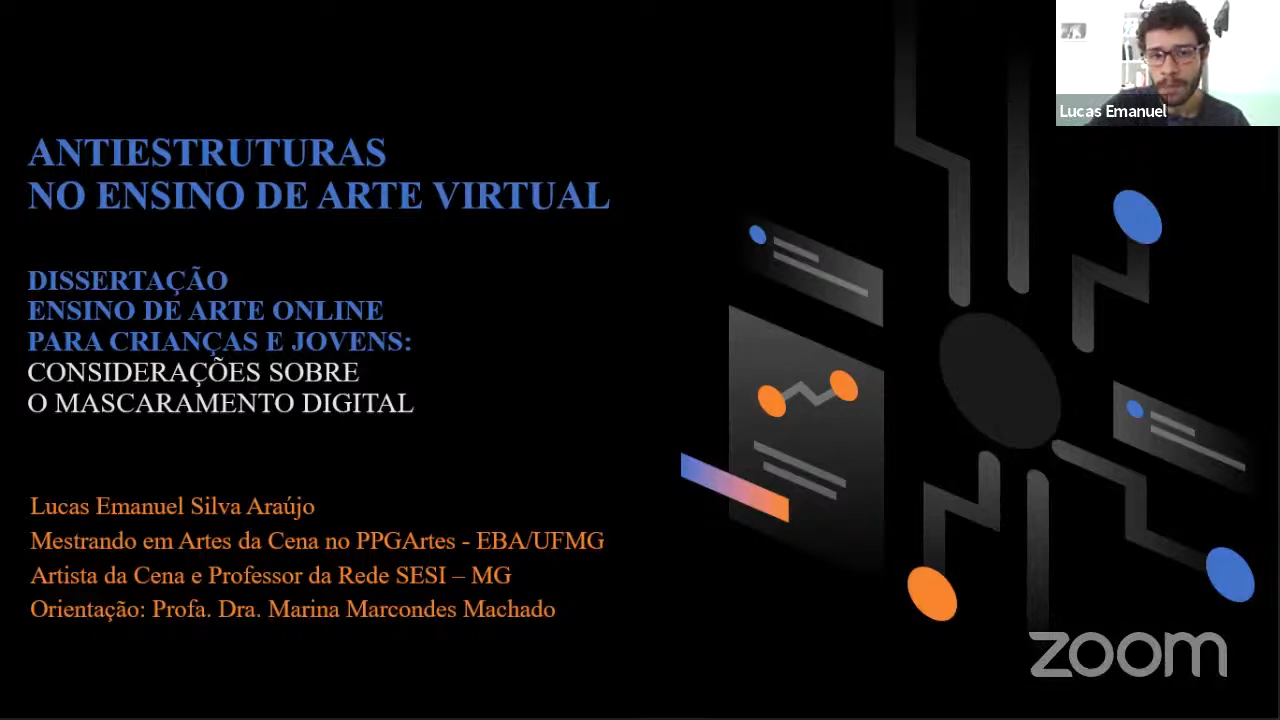 Lucas Emanuel
ANTIESTRUTURAS
NO ENSINO DE ARTE VIRTUAL
DISSERTAÇÃO
ENSINO DE ARTE ONLINE
PARA CRIANÇAS E JOVENS:
CONSIDERAÇÕES SOBRE
O MASCARAMENTO DIGITAL
Lucas Emanuel Silva Araújo
Mestrando em Artes da Cena no PPGArtes - EBA/UFMG
Artista da Cena e Professor da Rede SESI – MG
Orientação: Profa. Dra. Marina Marcondes Machado
zoom